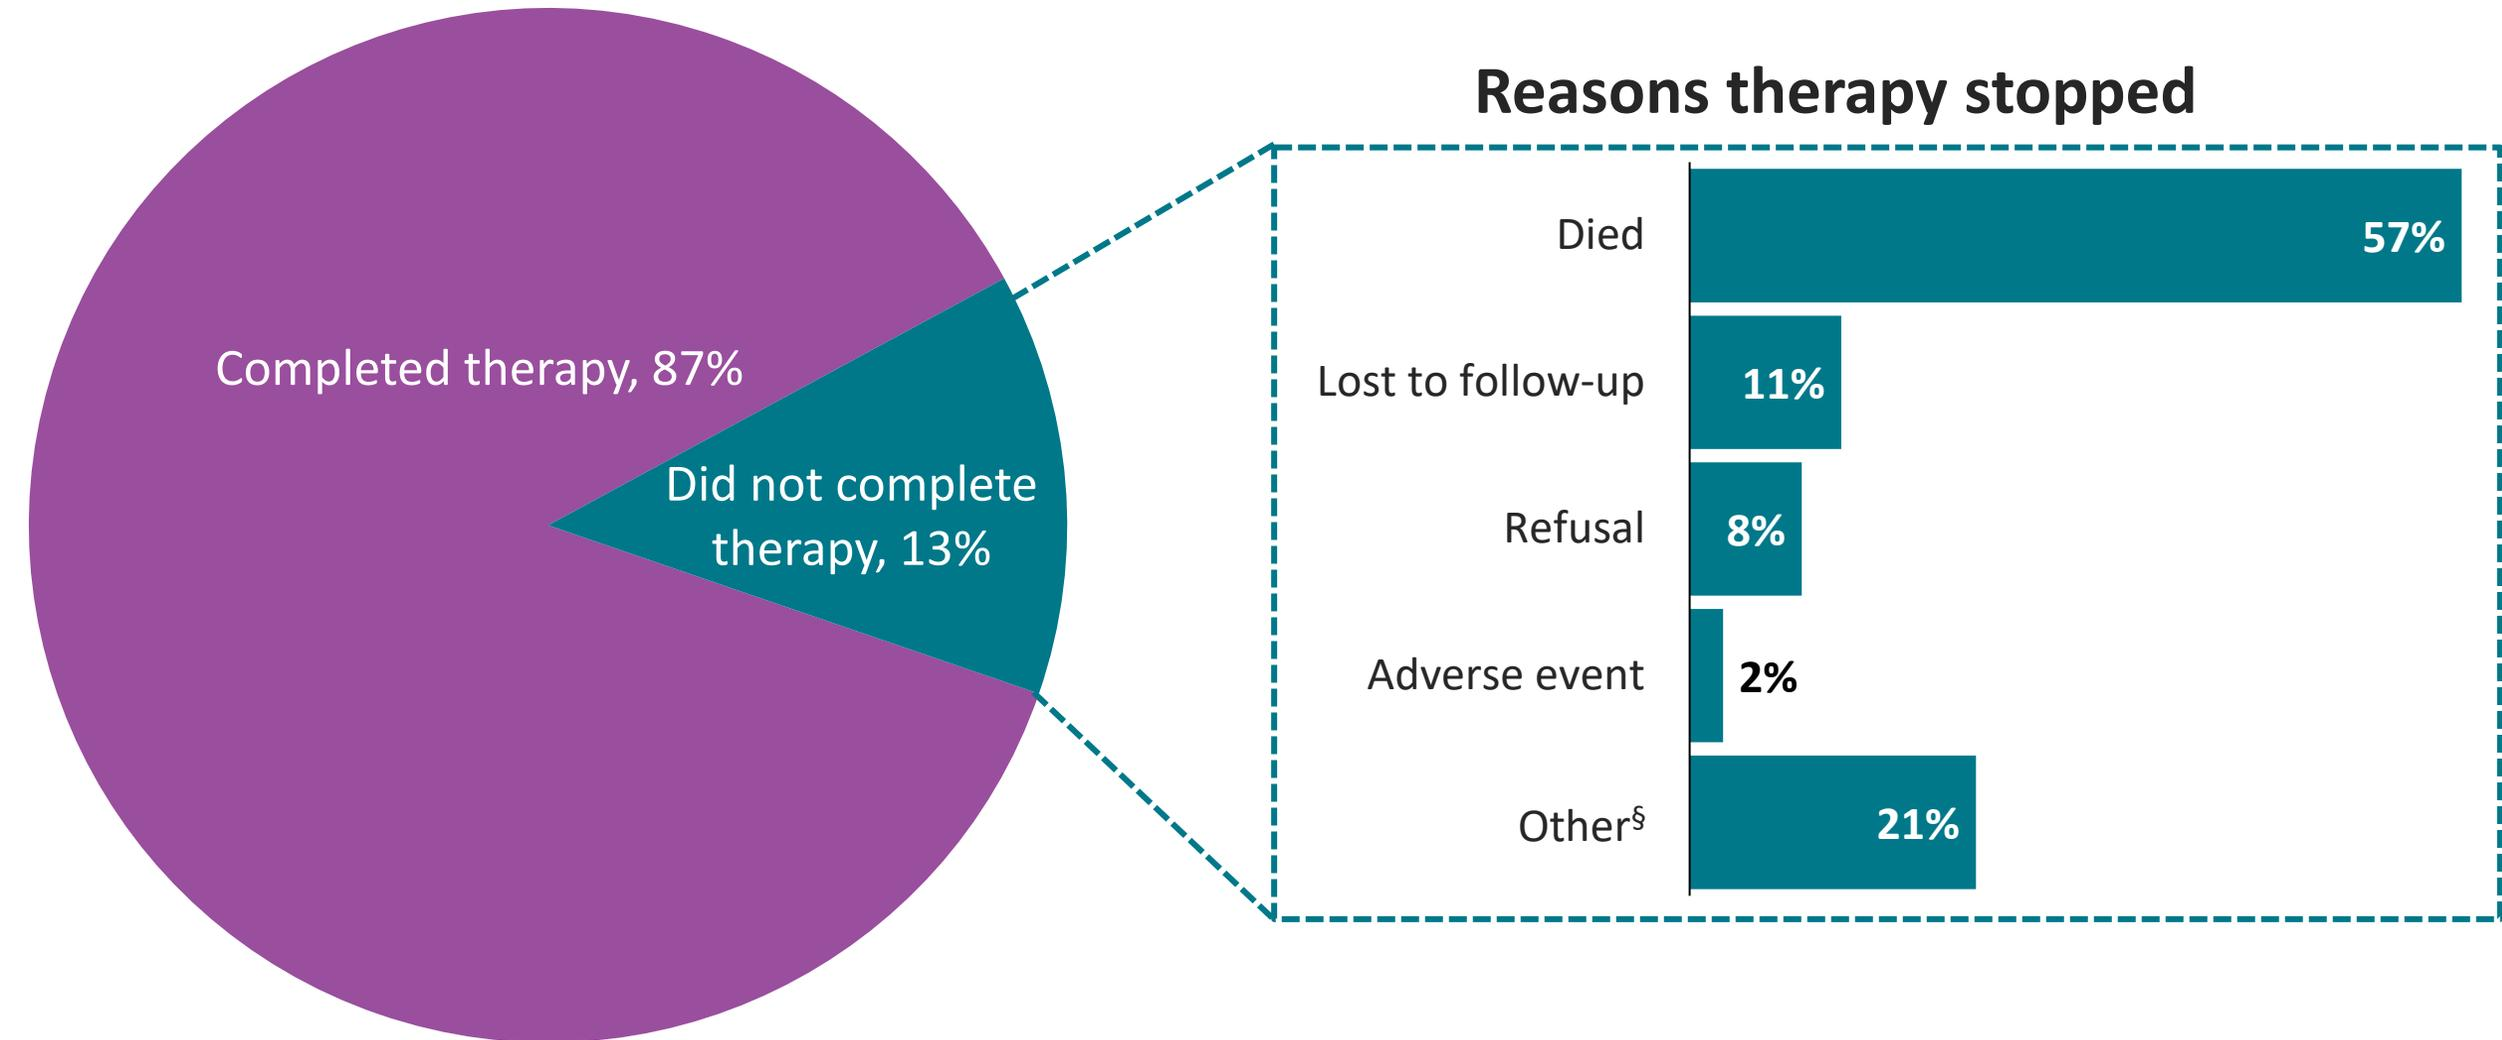 Reasons therapy stopped
Completed therapy, 87%
Did not complete
therapy, 13%
Died
57%
Lost to follow-up
11%
Refusal
8%
Adverse event
2%
Other§
21%